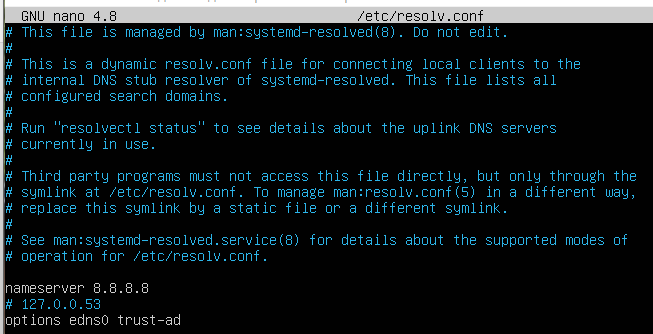 GNU nano 4.8 /etc/resolv.conf
# This file is managed by man:systemd-resolved(8). Do not edit.
#
# This is a dynamic resolv.conf file for connecting local clients to the
# internal DNS stub resolver of systemd-resolved. This file lists all
# configured search domains.
#
# Run "resolvectl status" to see details about the uplink DNS servers
# currently in use.
#
# Third party programs must not access this file directly, but only through the
# symlink at /etc/resolv.conf. To manage man:resolv.conf(5) in a different way,
# replace this symlink by a static file or a different symlink.
#
# See man:systemd-resolved.service(8) for details about the supported modes of
# operation for /etc/resolv.conf.
nameserver 8.8.8.8
# 127.0.0.53
options edns0 trust-ad